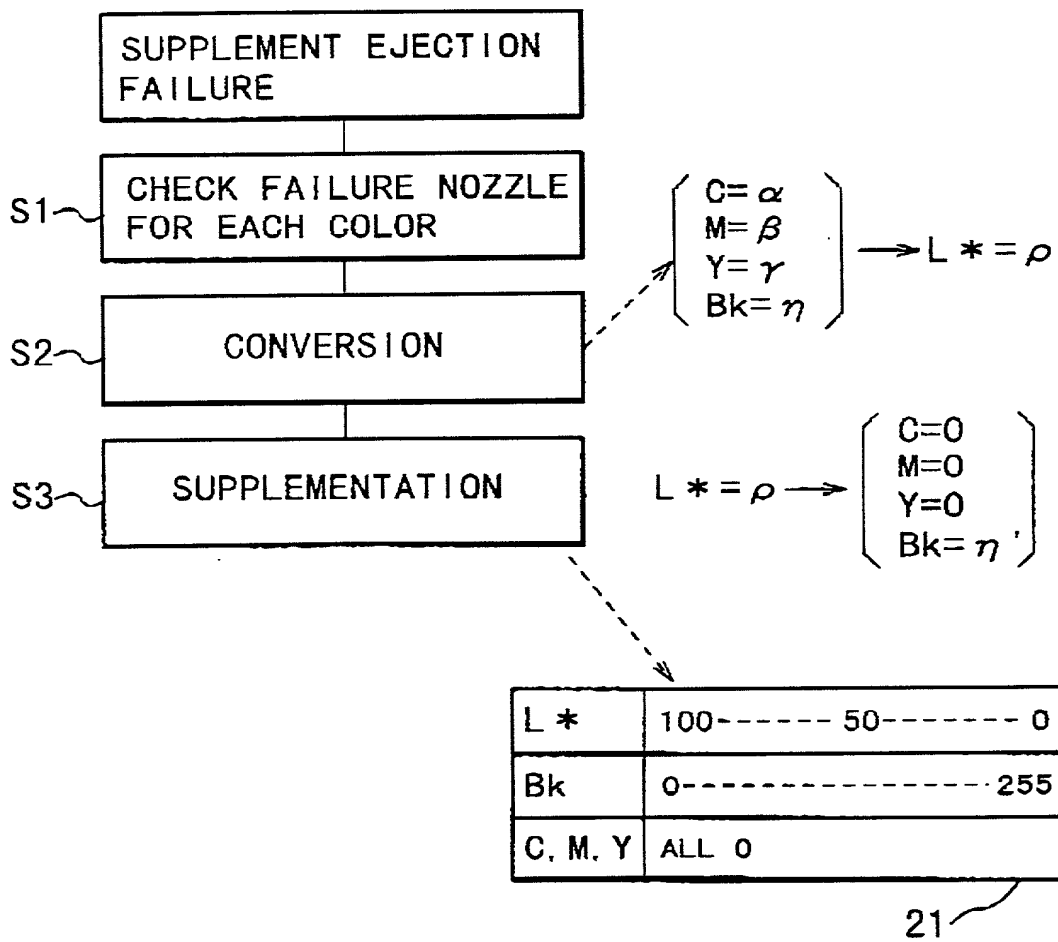 SUPPLEMENT EJECTION
FAILURE
S1
CHECK FAILURE NOZZLE
FOR EACH COLOR
C=α
M=β
Y=γ
Bk=η
L*=ρ
S2
CONVERSION
S3
SUPPLEMENTATION
L*=ρ
C=0
M=0
Y=0
Bk=η'
L* 100------50-------0
Bk 0----------------255
C, M, Y ALL 0
21